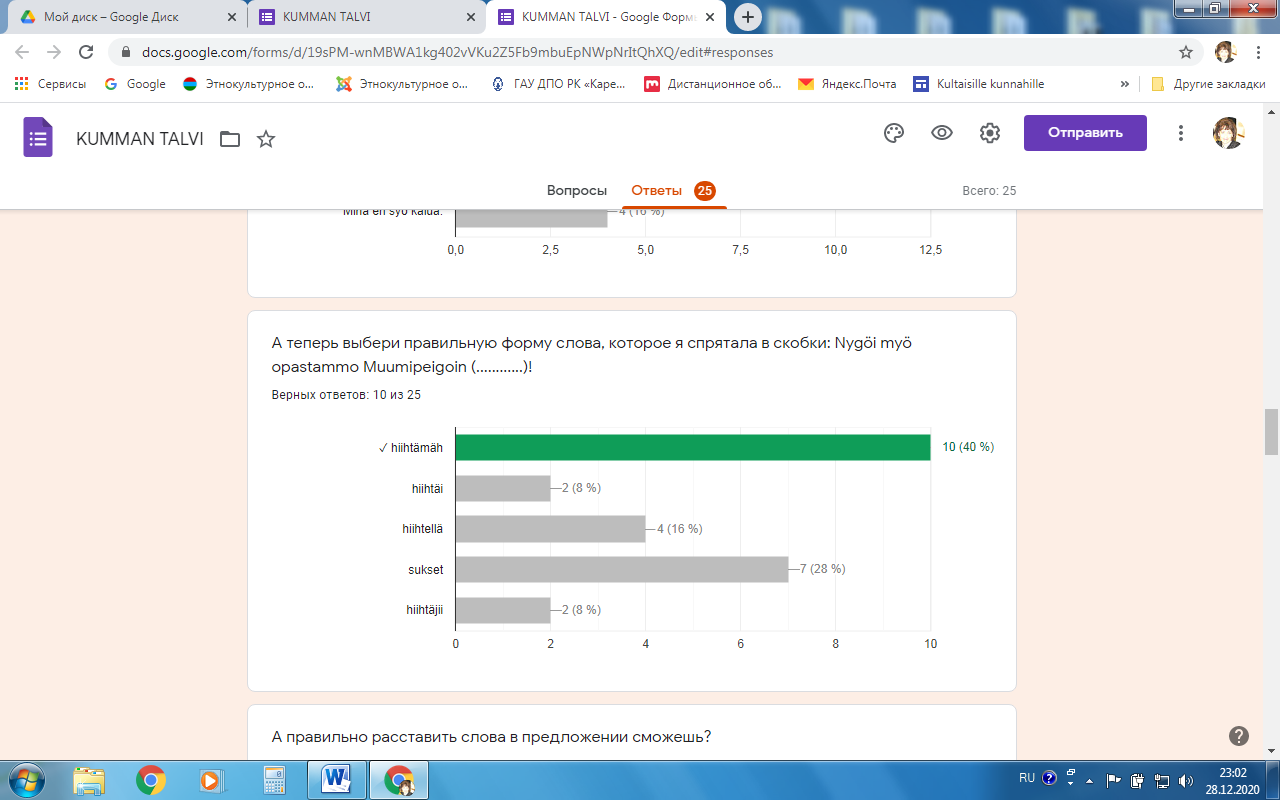 Мой диск – Google Диск
KUMMAN TALVI
KUMMAN TALVI - Google Форм
docs.google.com/forms/d/19sPM-wnMBWA1kg402vVKu2Z5Fb9mbuEpNWpNrItQhXQ/edit#responses
Сервисы
Google
Этнокультурное о...
Этнокультурное о...
ГАУ ДПО РК «Каре...
Дистанционное об...
Яндекс.Почта
Kultaisille kunnahille
»
Другие закладки
KUMMAN TALVI
Отправить
Вопросы
Ответы 25
Всего: 25
Minä en syö kalua.
4 (16 %)
0,0 2,5 5,0 7,5 10,0 12,5
А теперь выбери правильную форму слова, которое я спрятала в скобки: Nygöi myö
opastammo Muumipeigoin (............)!
Верных ответов: 10 из 25
✓ hiihtämäh 10 (40 %)
hiihtäi 2 (8 %)
hiihtellä 4 (16 %)
sukset 7 (28 %)
hiihtäjii 2 (8 %)
0 2 4 6 8 10
А правильно расставить слова в предложении сможешь?
RU
23:02
28.12.2020